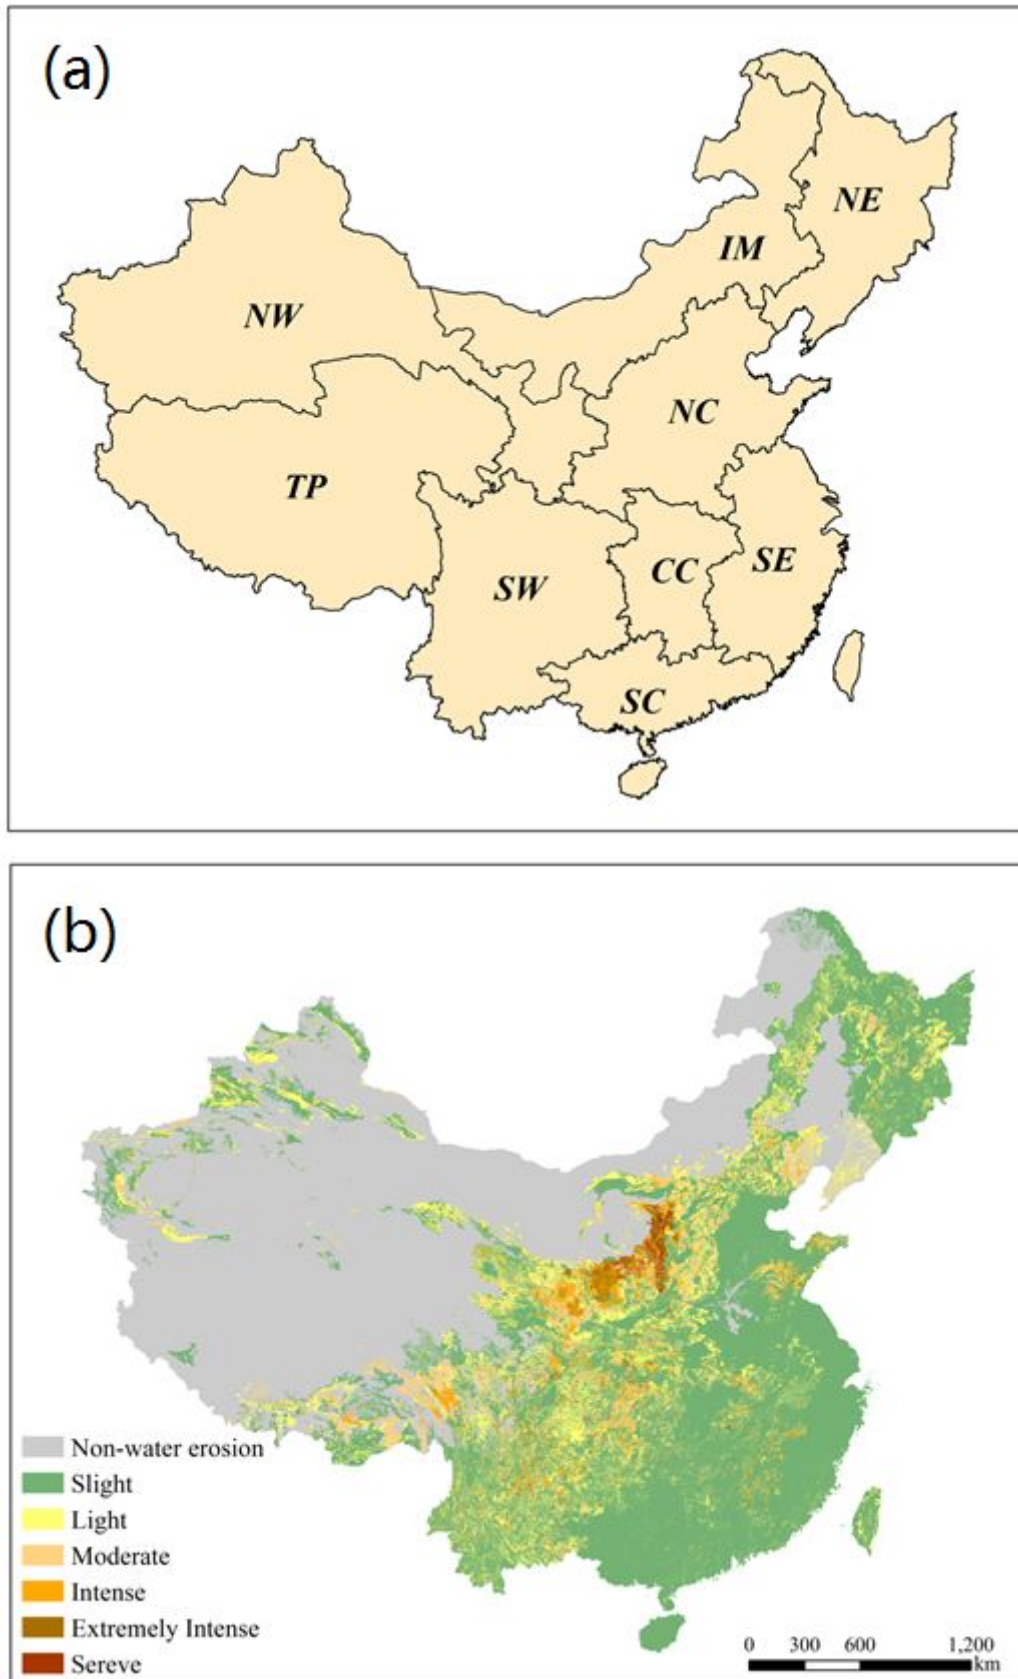 (a)
NE
IM
NW
NC
TP
CC
SE
SW
SC
(b)
Non-water erosion
Slight
Light
Moderate
Intense
Extremely Intense
Sereve
0 300 600 1,200
km